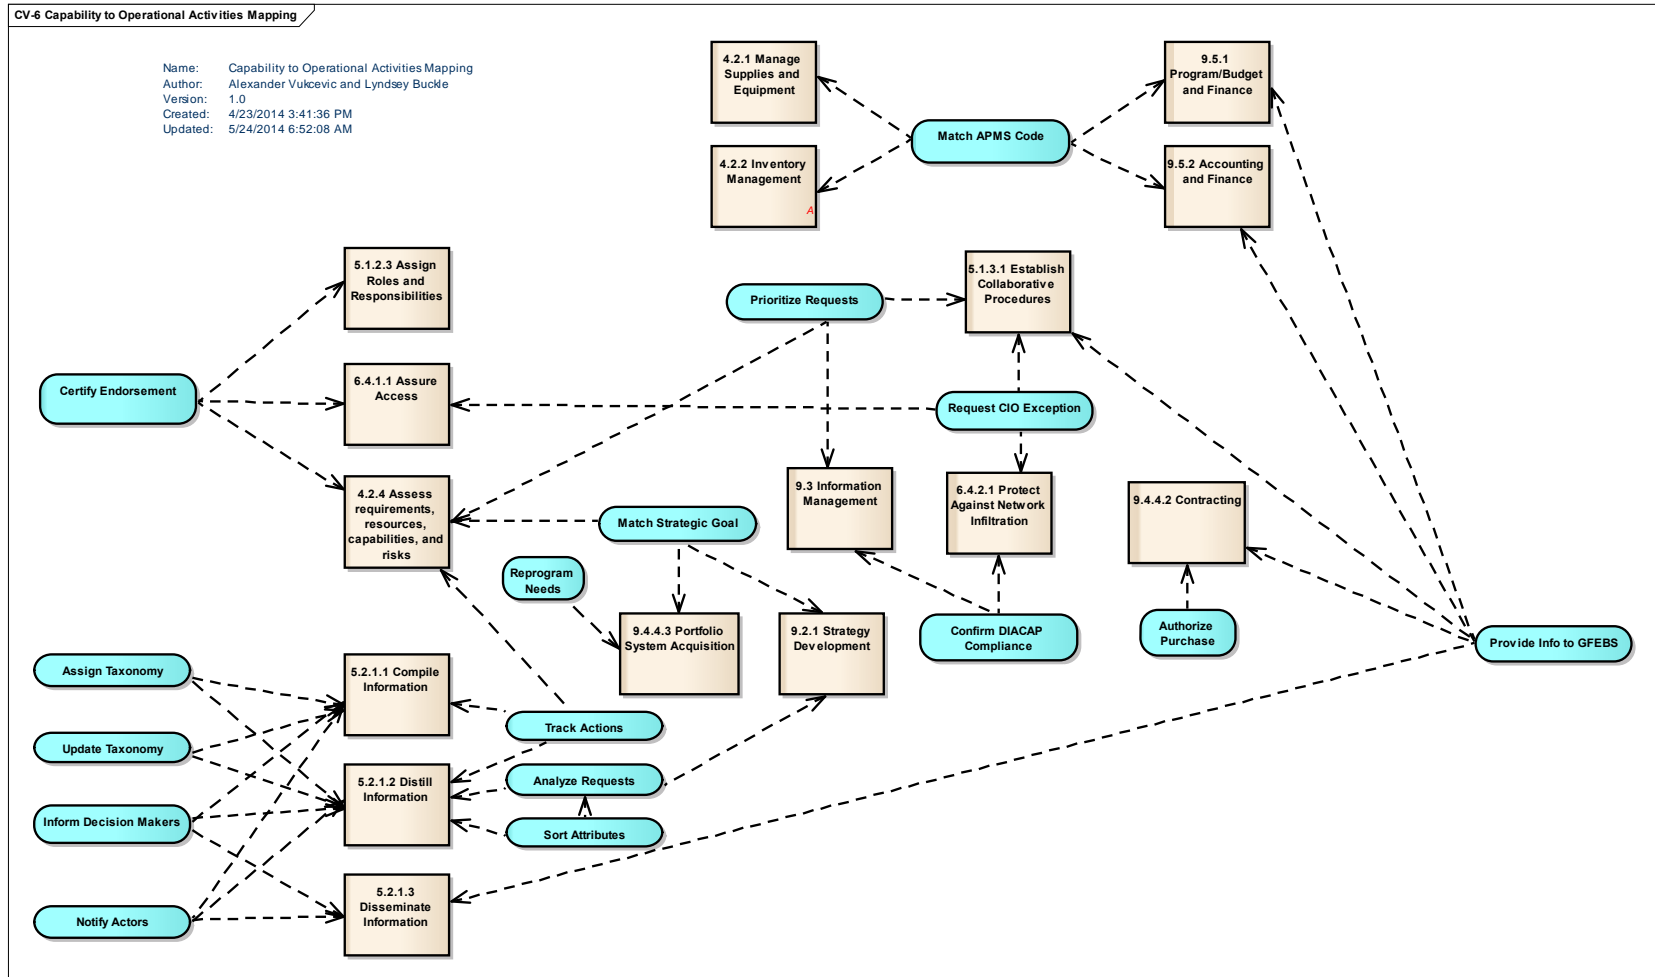 CV-6 Capability to Operational Activities Mapping
Name: Capability to Operational Activities Mapping
Author: Alexander Vukcevic and Lyndsey Buckle
Version: 1.0
Created: 4/23/2014 3:41:36 PM
Updated: 5/24/2014 6:52:08 AM
4.2.1 Manage
Supplies and
Equipment
9.5.1
Program/Budget
and Finance
Match APMS Code
4.2.2 Inventory
Management
A
9.5.2 Accounting
and Finance
5.1.2.3 Assign
Roles and
Responsibilities
Prioritize Requests
5.1.3.1 Establish
Collaborative
Procedures
Certify Endorsement
6.4.1.1 Assure
Access
Request CIO Exception
4.2.4 Assess
requirements,
resources,
capabilities, and
risks
Match Strategic Goal
9.3 Information
Management
6.4.2.1 Protect
Against Network
Infiltration
9.4.4.2 Contracting
Reprogram
Needs
9.4.4.3 Portfolio
System Acquisition
9.2.1 Strategy
Development
Confirm DIACAP
Compliance
Authorize
Purchase
Provide Info to GFEBS
Assign Taxonomy
5.2.1.1 Compile
Information
Track Actions
Update Taxonomy
5.2.1.2 Distill
Information
Analyze Requests
Inform Decision Makers
Sort Attributes
5.2.1.3
Disseminate
Information
Notify Actors